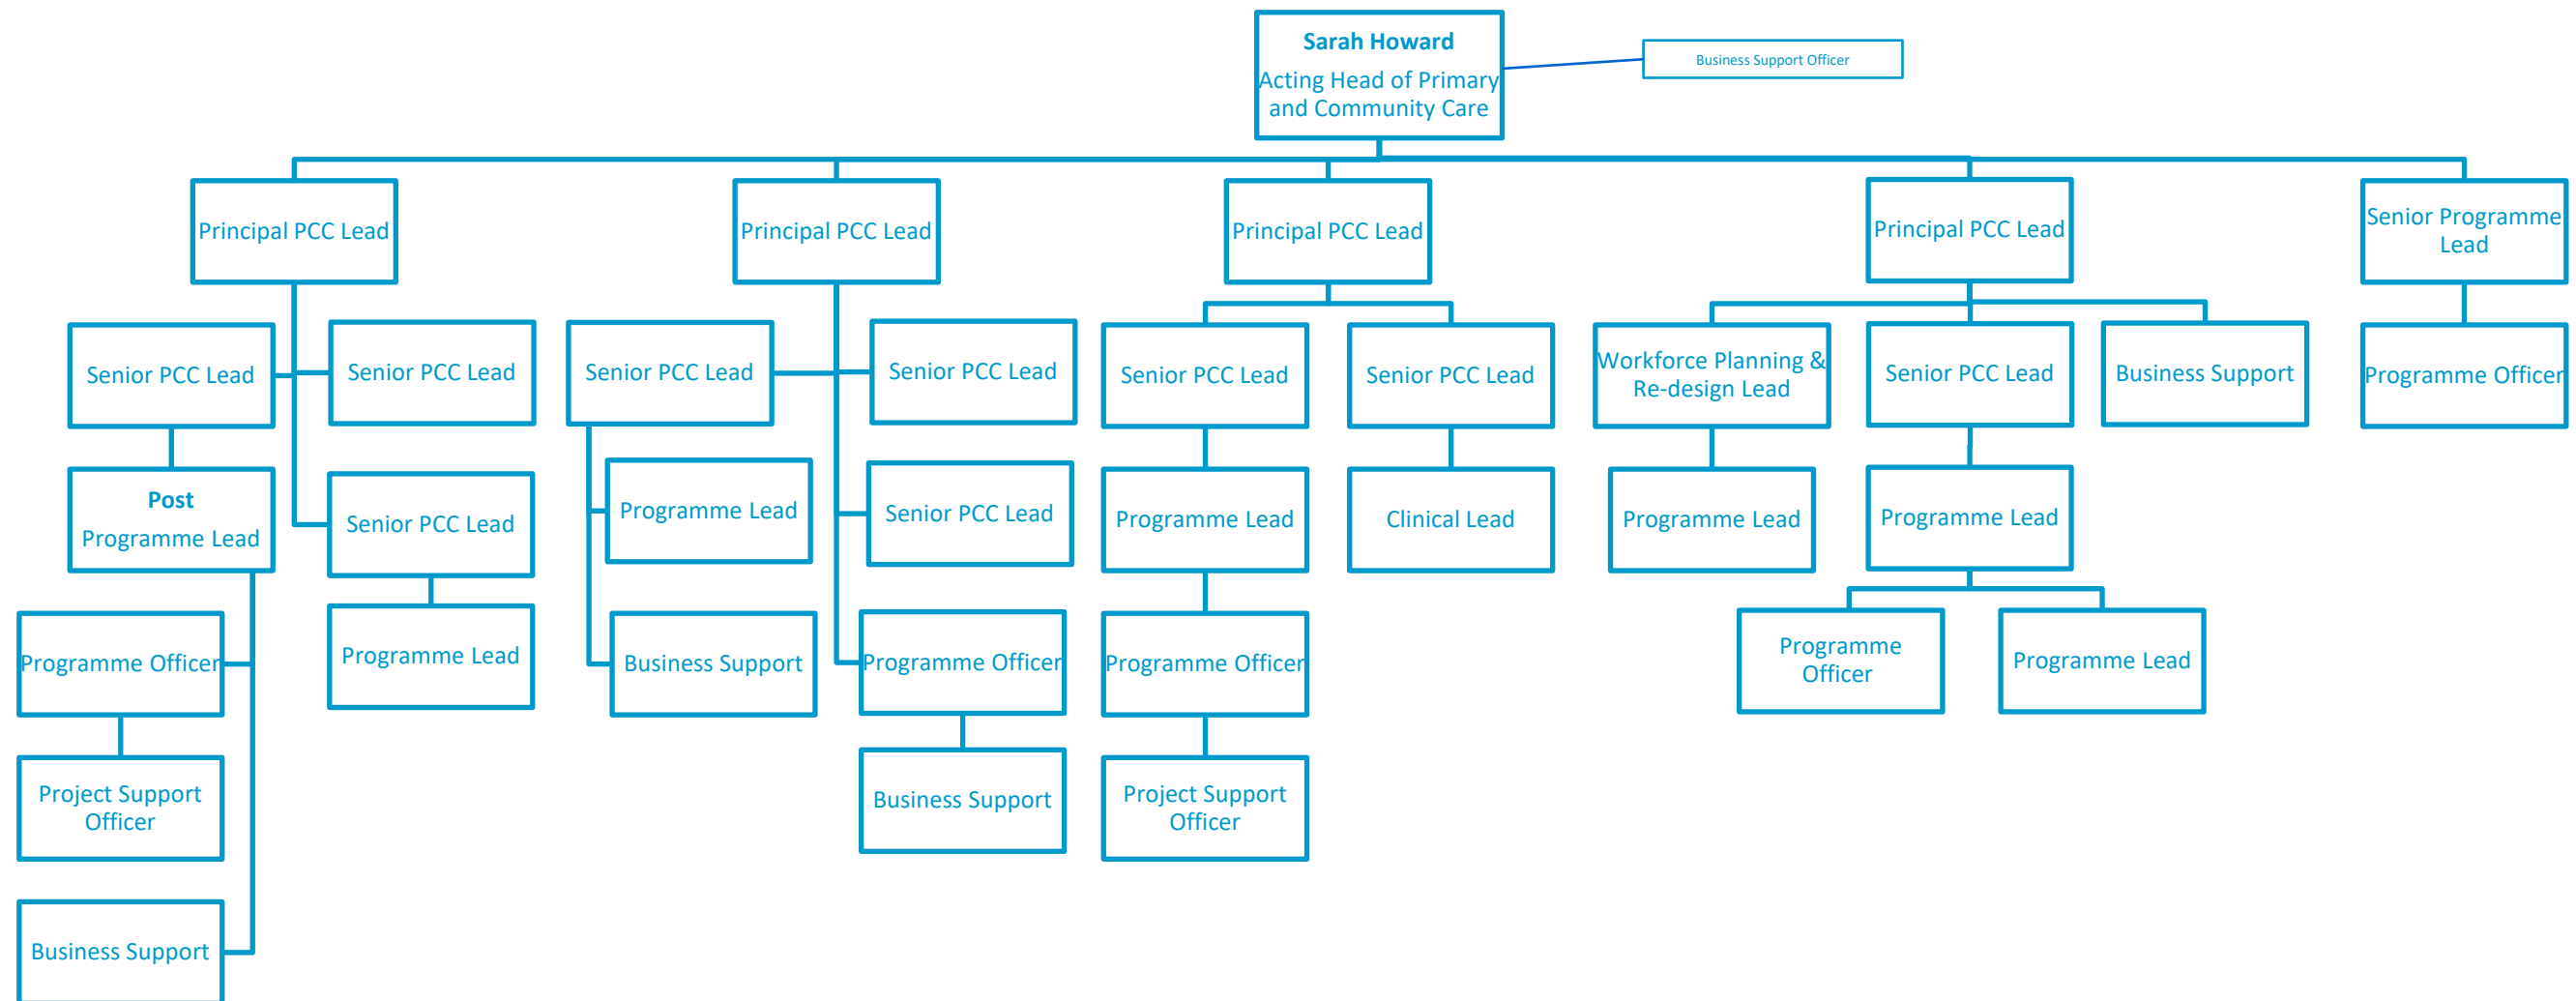 Sarah Howard
Acting Head of Primary
and Community Care
Business Support Officer
Principal PCC Lead
Principal PCC Lead
Principal PCC Lead
Principal PCC Lead
Senior Programme
Lead
Senior PCC Lead
Senior PCC Lead
Senior PCC Lead
Senior PCC Lead
Senior PCC Lead
Senior PCC Lead
Workforce Planning &
Re-design Lead
Senior PCC Lead
Business Support
Programme Officer
Post
Programme Lead
Senior PCC Lead
Programme Lead
Senior PCC Lead
Programme Lead
Clinical Lead
Programme Lead
Programme Lead
Programme Officer
Programme Lead
Business Support
Programme Officer
Programme Officer
Programme
Officer
Programme Lead
Project Support
Officer
Business Support
Project Support
Officer
Business Support